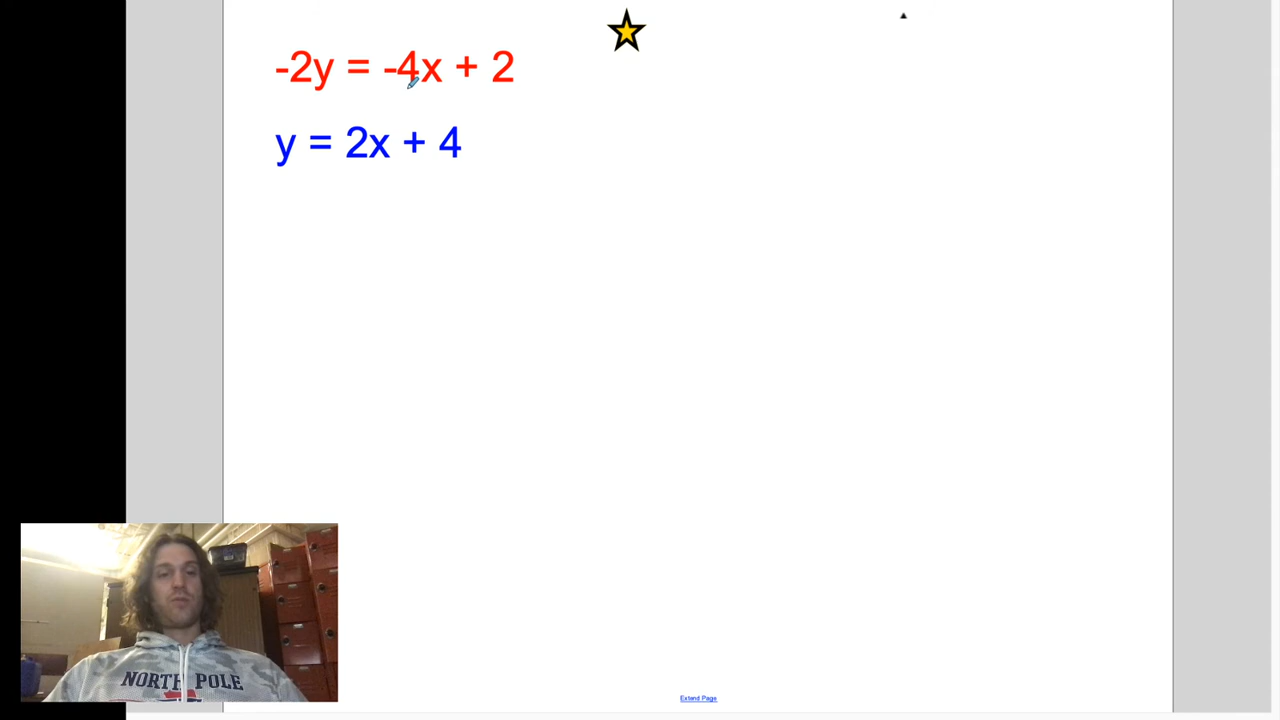 -2y = -4x + 2
y = 2x + 4
NORTH POLE
Extend Page